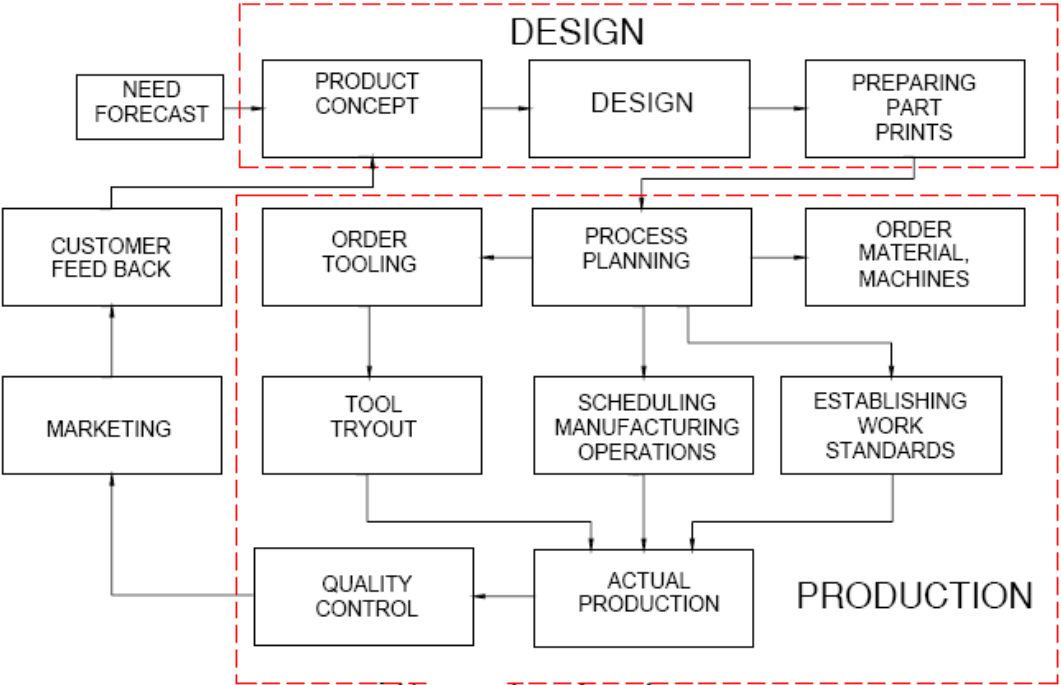 DESIGN
NEED
FORECAST
PRODUCT
CONCEPT
DESIGN
PREPARING
PART
PRINTS
CUSTOMER
FEED BACK
ORDER
TOOLING
PROCESS
PLANNING
ORDER
MATERIAL,
MACHINES
MARKETING
TOOL
TRYOUT
SCHEDULING
MANUFACTURING
OPERATIONS
ESTABLISHING
WORK
STANDARDS
QUALITY
CONTROL
ACTUAL
PRODUCTION
PRODUCTION